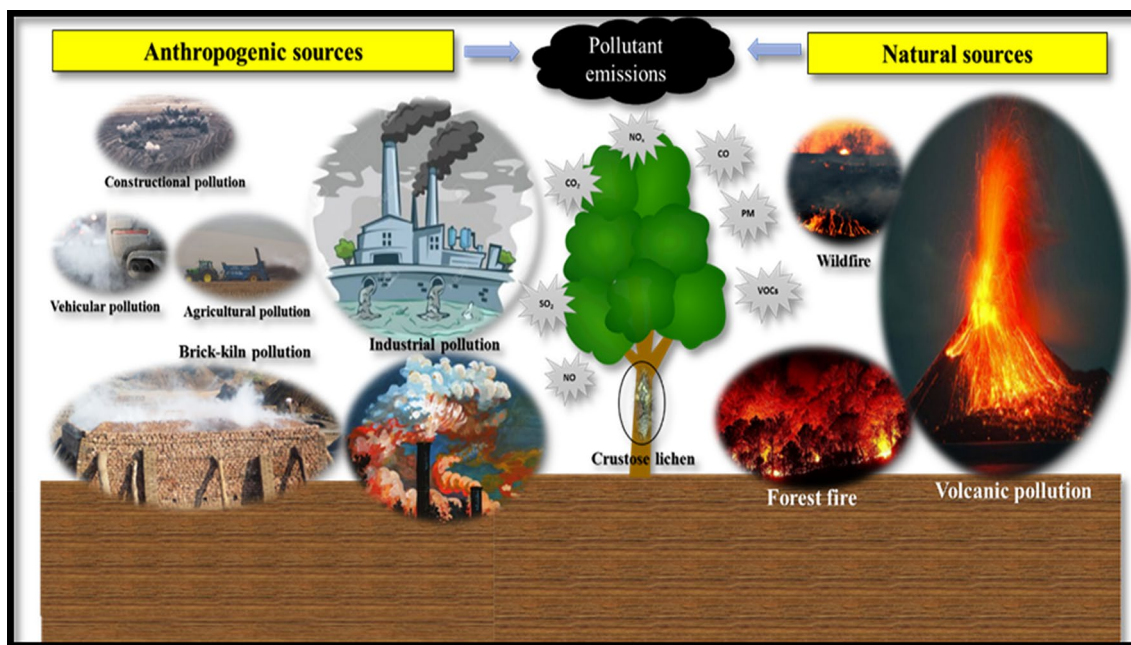 Anthropogenic sources
Pollutant
emissions
Natural sources
Constructional pollution
Vehicular pollution
Agricultural pollution
Brick-kiln pollution
Industrial pollution
NOₓ
CO
CO₂
PM
SO₂
VOCs
NO
Crustose lichen
Wildfire
Forest fire
Volcanic pollution